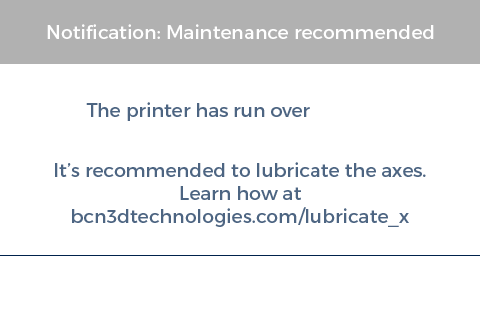 Notification: Maintenance recommended
The printer has run over
It’s recommended to lubricate the axes.
Learn how at
bcn3dtechnologies.com/lubricate_x